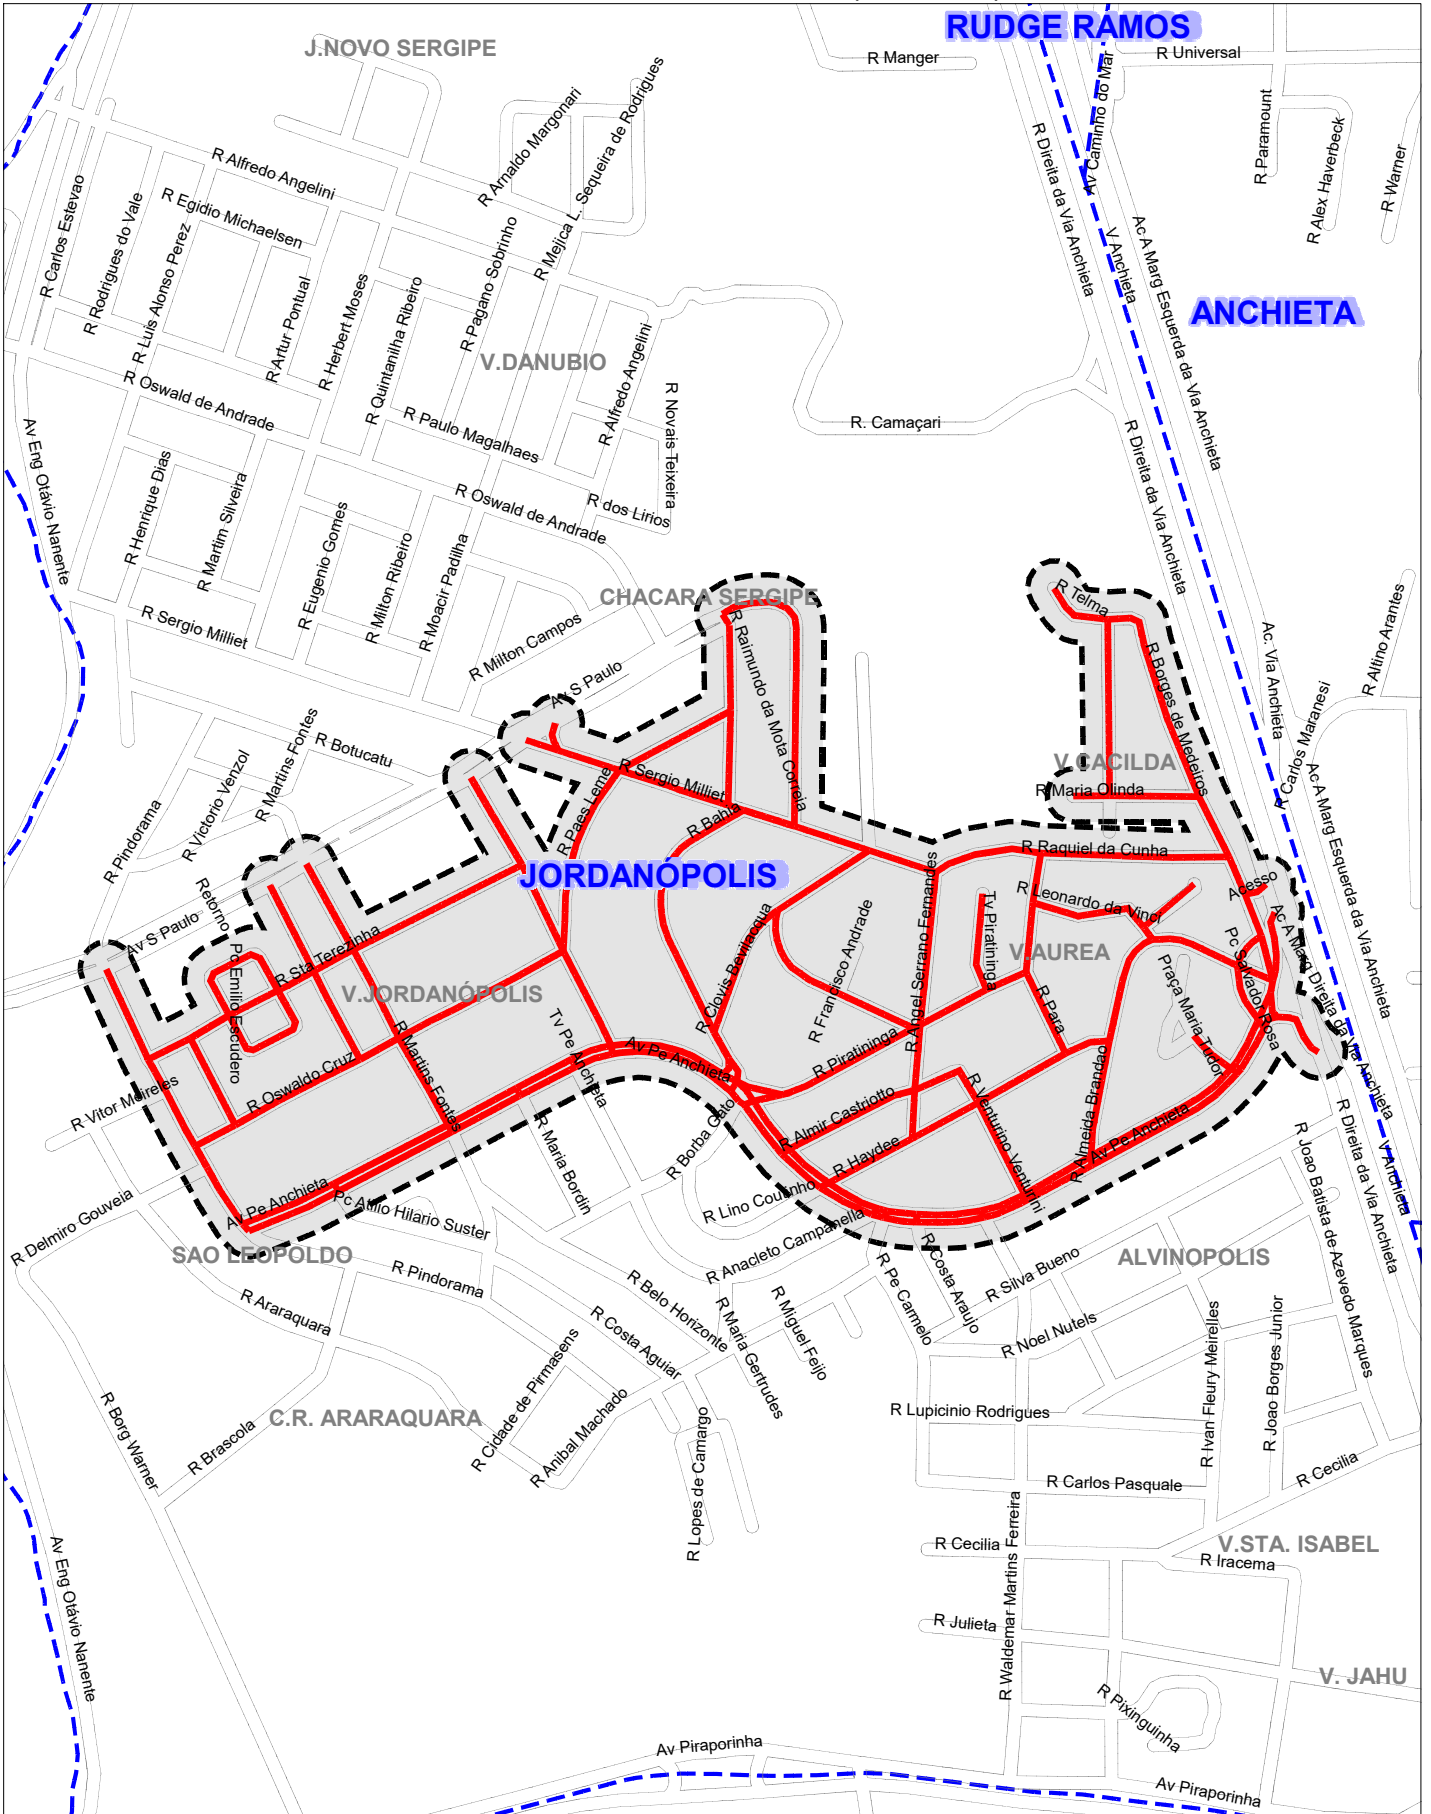 RUDGE RAMOS
J.NOVO SERGIPE
R Manger
R Universal
Av Caminho do Mar
R Paramount
R Alex Haverbeck
R Warner
R Arnaldo Margonari
R Mejica L. Sequeira de Rodrigues
R Direita da Via Anchieta
R Alfredo Angelini
R Egidio Michaelsen
R Carlos Estevao
R Rodrigues do Vale
R Luis Alonso Perez
R Artur Pontual
R Herbert Moses
R Quintanilha Ribeiro
R Pagano Sobrinho
V Anchieta
Ac A Marg Esquerda da Via Anchieta
ANCHIETA
V.DANUBIO
R Alfredo Angelini
R Novais Teixeira
R Oswald de Andrade
R Paulo Magalhaes
R. Camaçari
Av Eng Otávio Nanente
R Henrique Dias
R Martim Silveira
R Eugenio Gomes
R Milton Ribeiro
R Moacir Padilha
R Oswald de Andrade
R dos Lirios
R Direita da Via Anchieta
CHACARA SERGIPE
R Telma
R Sergio Milliet
R Milton Campos
Av S Paulo
R Raimundo da Mota Correia
R Borges de Medeiros
Ac. Via Anchieta
R Altino Arantes
V Carlos Maranesi
R Botucatu
R Martins Fontes
R Victorio Venzol
R Pindorama
R Sergio Milliet
R Paes Leme
R Bahia
V.CACILDA
R Maria Olinda
Ac A Marg Esquerda da Via Anchieta
R Raquiel da Cunha
JORDANÓPOLIS
Retorno
Av S Paulo
R Leonardo da Vinci
Acesso
R Sta Terezinha
Pc Emilio Escudero
R Clovis Bevilacqua
R Francisco Andrade
R Angel Serrano Fernandes
Tv Piratininga
V.AUREA
Praça Maria Tudor
Pc Salvador Rosa
Ac A Marg Direita da Via Anchieta
V.JORDANÓPOLIS
R Martins Fontes
Tv Pe Anchieta
Av Pe Anchieta
R Para
R Piratininga
R Vitor Meireles
R Oswaldo Cruz
R Almir Castriotto
R Venturino Venturini
R Almeida Brandao
Av Pe Anchieta
R Haydee
R Borba Gato
R Maria Bordin
R Lino Coutinho
R Joao Batista de Azevedo Marques
R Direita da Via Anchieta
V Anchieta
R Delmiro Gouveia
Av Pe Anchieta
Pc Atilio Hilario Suster
SAO LEOPOLDO
R Anacleto Campanella
R Pe Carmelo
R Costa Araujo
R Silva Bueno
ALVINOPOLIS
R Pindorama
R Araraquara
R Belo Horizonte
R Costa Aguiar
R Maria Gertrudes
R Miguel Feijo
R Noel Nutels
R Ivan Fleury Meirelles
R Joao Borges Junior
R Borg Warner
R Brascola
C.R. ARARAQUARA
R Cidade de Pirmasens
R Anibal Machado
R Lopes de Camargo
R Lupicinio Rodrigues
R Carlos Pasquale
R Cecilia
R Waldemar Martins Ferreira
R Cecilia
V.STA. ISABEL
R Iracema
Av Eng Otávio Nanente
R Julieta
V. JAHU
R Pixinguinha
Av Piraporinha
Av Piraporinha